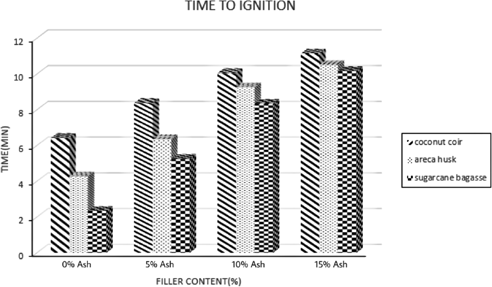 TIME TO IGNITION
12
10
8
6
4
2
0
TIME(MIN)
0% Ash 5% Ash 10% Ash 15% Ash
FILLER CONTENT(%)
coconut coir
areca husk
sugarcane bagasse